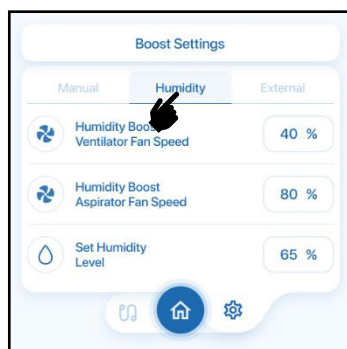 Boost Settings
Manual Humidity External
Humidity Boost
Ventilator Fan Speed
40 %
Humidity Boost
Aspirator Fan Speed
80 %
Set Humidity
Level
65 %